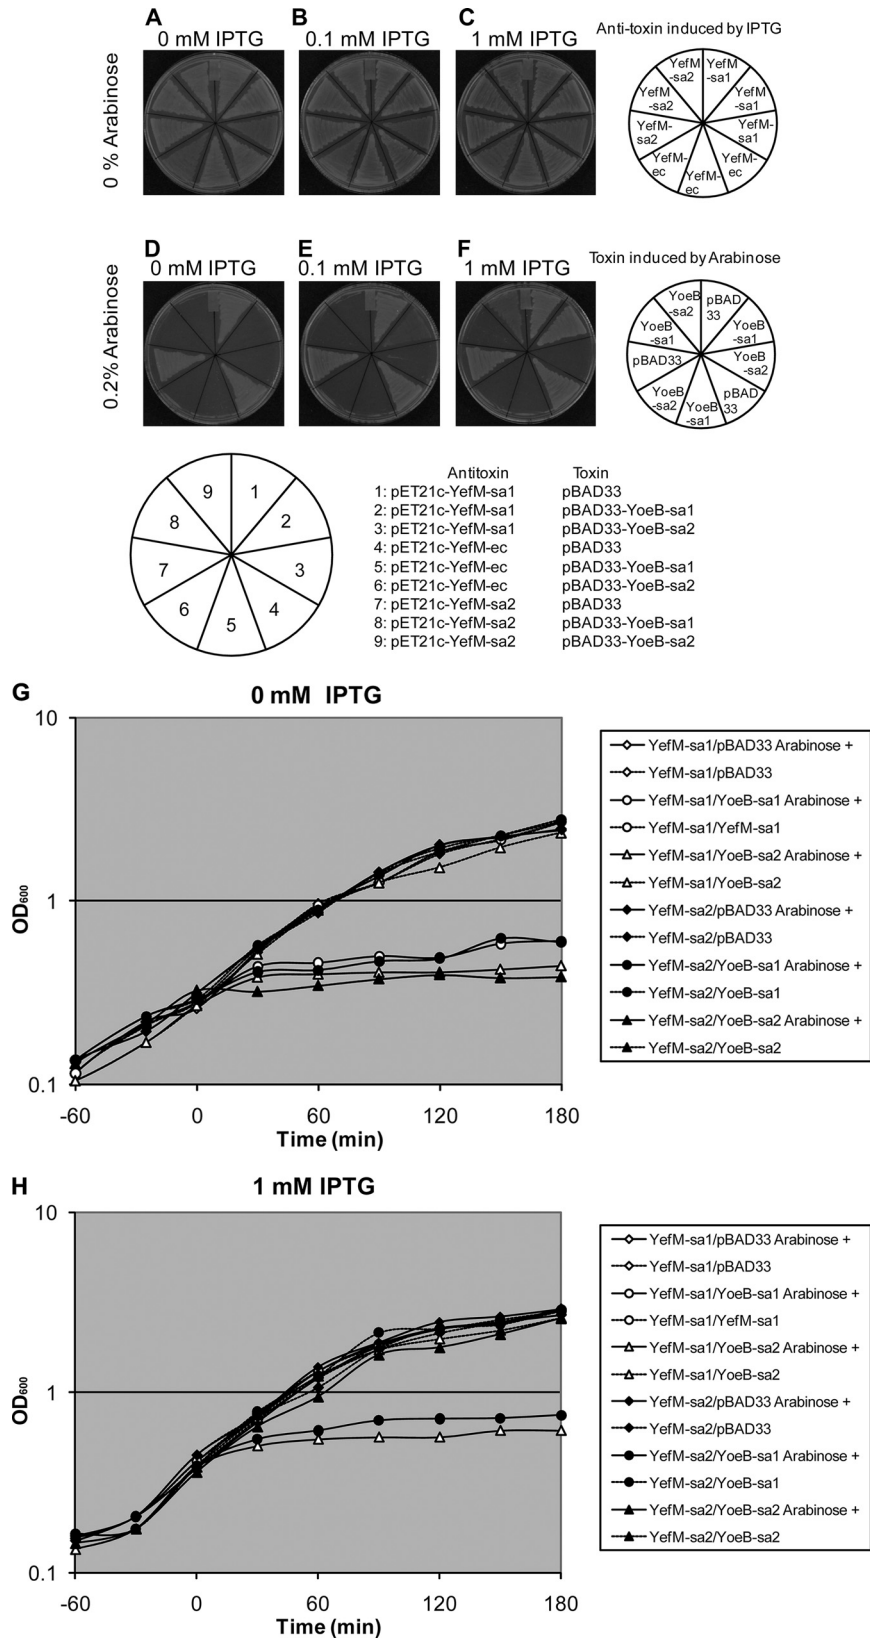 A
B
C
0 mM IPTG
0.1 mM IPTG
1 mM IPTG
Anti-toxin induced by IPTG
0 % Arabinose
YefM
-sa2
YefM
-sa1
YefM
-sa2
YefM
-sa1
YefM-
sa2
YefM-
sa1
YefM-
ec
YefM-
ec
YefM-
ec
D
E
F
0 mM IPTG
0.1 mM IPTG
1 mM IPTG
Toxin induced by Arabinose
0.2% Arabinose
YoeB
-sa2
pBAD
33
YoeB
-sa1
YoeB
-sa1
pBAD33
YoeB
-sa2
YoeB
-sa2
YoeB
-sa1
pBAD
33
9
1
8
2
7
3
6
4
5
Antitoxin Toxin
1: pET21c-YefM-sa1 pBAD33
2: pET21c-YefM-sa1 pBAD33-YoeB-sa1
3: pET21c-YefM-sa1 pBAD33-YoeB-sa2
4: pET21c-YefM-ec pBAD33
5: pET21c-YefM-ec pBAD33-YoeB-sa1
6: pET21c-YefM-ec pBAD33-YoeB-sa2
7: pET21c-YefM-sa2 pBAD33
8: pET21c-YefM-sa2 pBAD33-YoeB-sa1
9: pET21c-YefM-sa2 pBAD33-YoeB-sa2
G
0 mM IPTG
10
1
0.1
OD600
-60 0 60 120 180
Time (min)
YefM-sa1/pBAD33 Arabinose +
YefM-sa1/pBAD33
YefM-sa1/YoeB-sa1 Arabinose +
YefM-sa1/YefM-sa1
YefM-sa1/YoeB-sa2 Arabinose +
YefM-sa1/YoeB-sa2
YefM-sa2/pBAD33 Arabinose +
YefM-sa2/pBAD33
YefM-sa2/YoeB-sa1 Arabinose +
YefM-sa2/YoeB-sa1
YefM-sa2/YoeB-sa2 Arabinose +
YefM-sa2/YoeB-sa2
H
1 mM IPTG
10
1
0.1
OD600
-60 0 60 120 180
Time (min)
YefM-sa1/pBAD33 Arabinose +
YefM-sa1/pBAD33
YefM-sa1/YoeB-sa1 Arabinose +
YefM-sa1/YefM-sa1
YefM-sa1/YoeB-sa2 Arabinose +
YefM-sa1/YoeB-sa2
YefM-sa2/pBAD33 Arabinose +
YefM-sa2/pBAD33
YefM-sa2/YoeB-sa1 Arabinose +
YefM-sa2/YoeB-sa1
YefM-sa2/YoeB-sa2 Arabinose +
YefM-sa2/YoeB-sa2